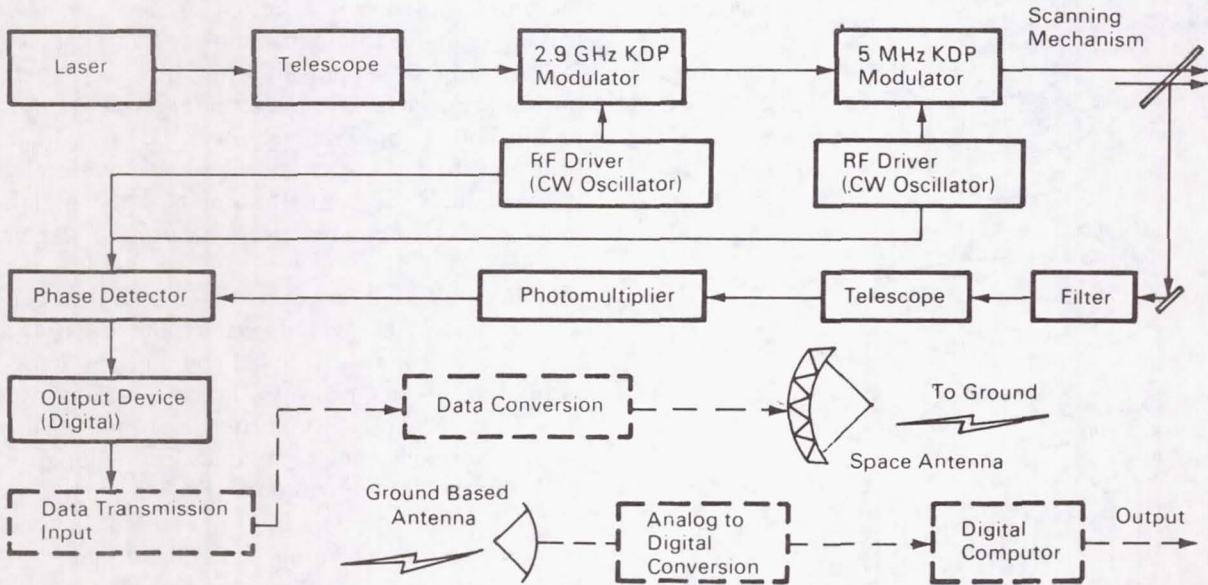 Scanning
Mechanism
Laser
Telescope
2.9 GHz KDP
Modulator
5 MHz KDP
Modulator
RF Driver
(CW Oscillator)
RF Driver
(.CW Oscillator)
Phase Detector
Photomultiplier
Telescope
Filter
Output Device
(Digital)
Data Conversion
To Ground
Space Antenna
Data Transmission
Input
Ground Based
Antenna
Analog to
Digital
Conversion
Digital
Computor
Output